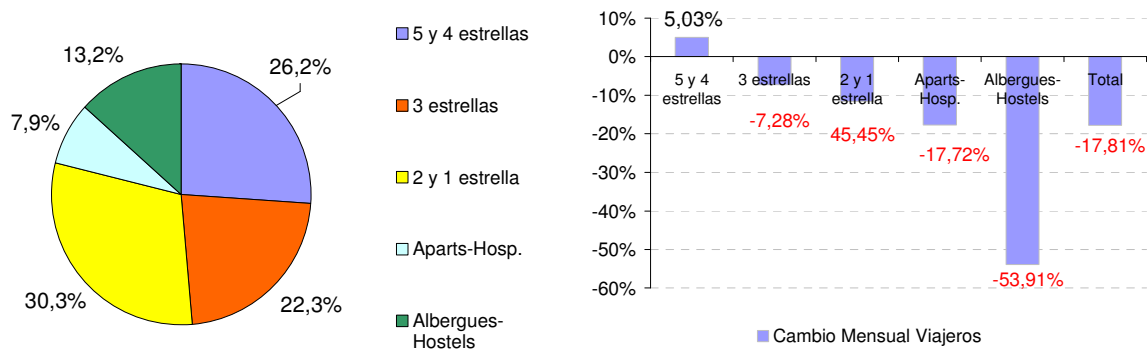 13,2%
26,2%
7,9%
30,3%
22,3%
5 y 4 estrellas
3 estrellas
2 y 1 estrella
Aparts-Hosp.
Albergues-
Hostels
10%
0%
-10%
-20%
-30%
-40%
-50%
-60%
5,03%
5 y 4
estrellas
3 estrellas
2 y 1
estrella
Aparts-
Hosp.
Albergues-
Hostels
Total
-7,28%
45,45%
-17,72%
-53,91%
-17,81%
Cambio Mensual Viajeros